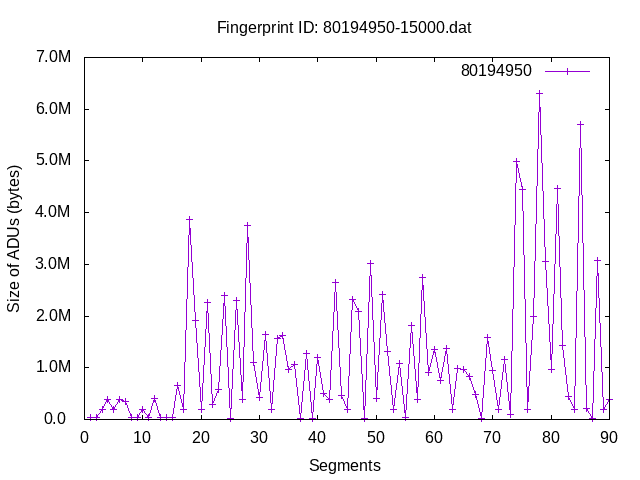 Fingerprint ID: 80194950-15000.dat
7.0M
80194950
6.0M
5.0M
4.0M
3.0M
2.0M
1.0M
0.0
Size of ADUs (bytes)
0 10 20 30 40 50 60 70 80 90
Segments